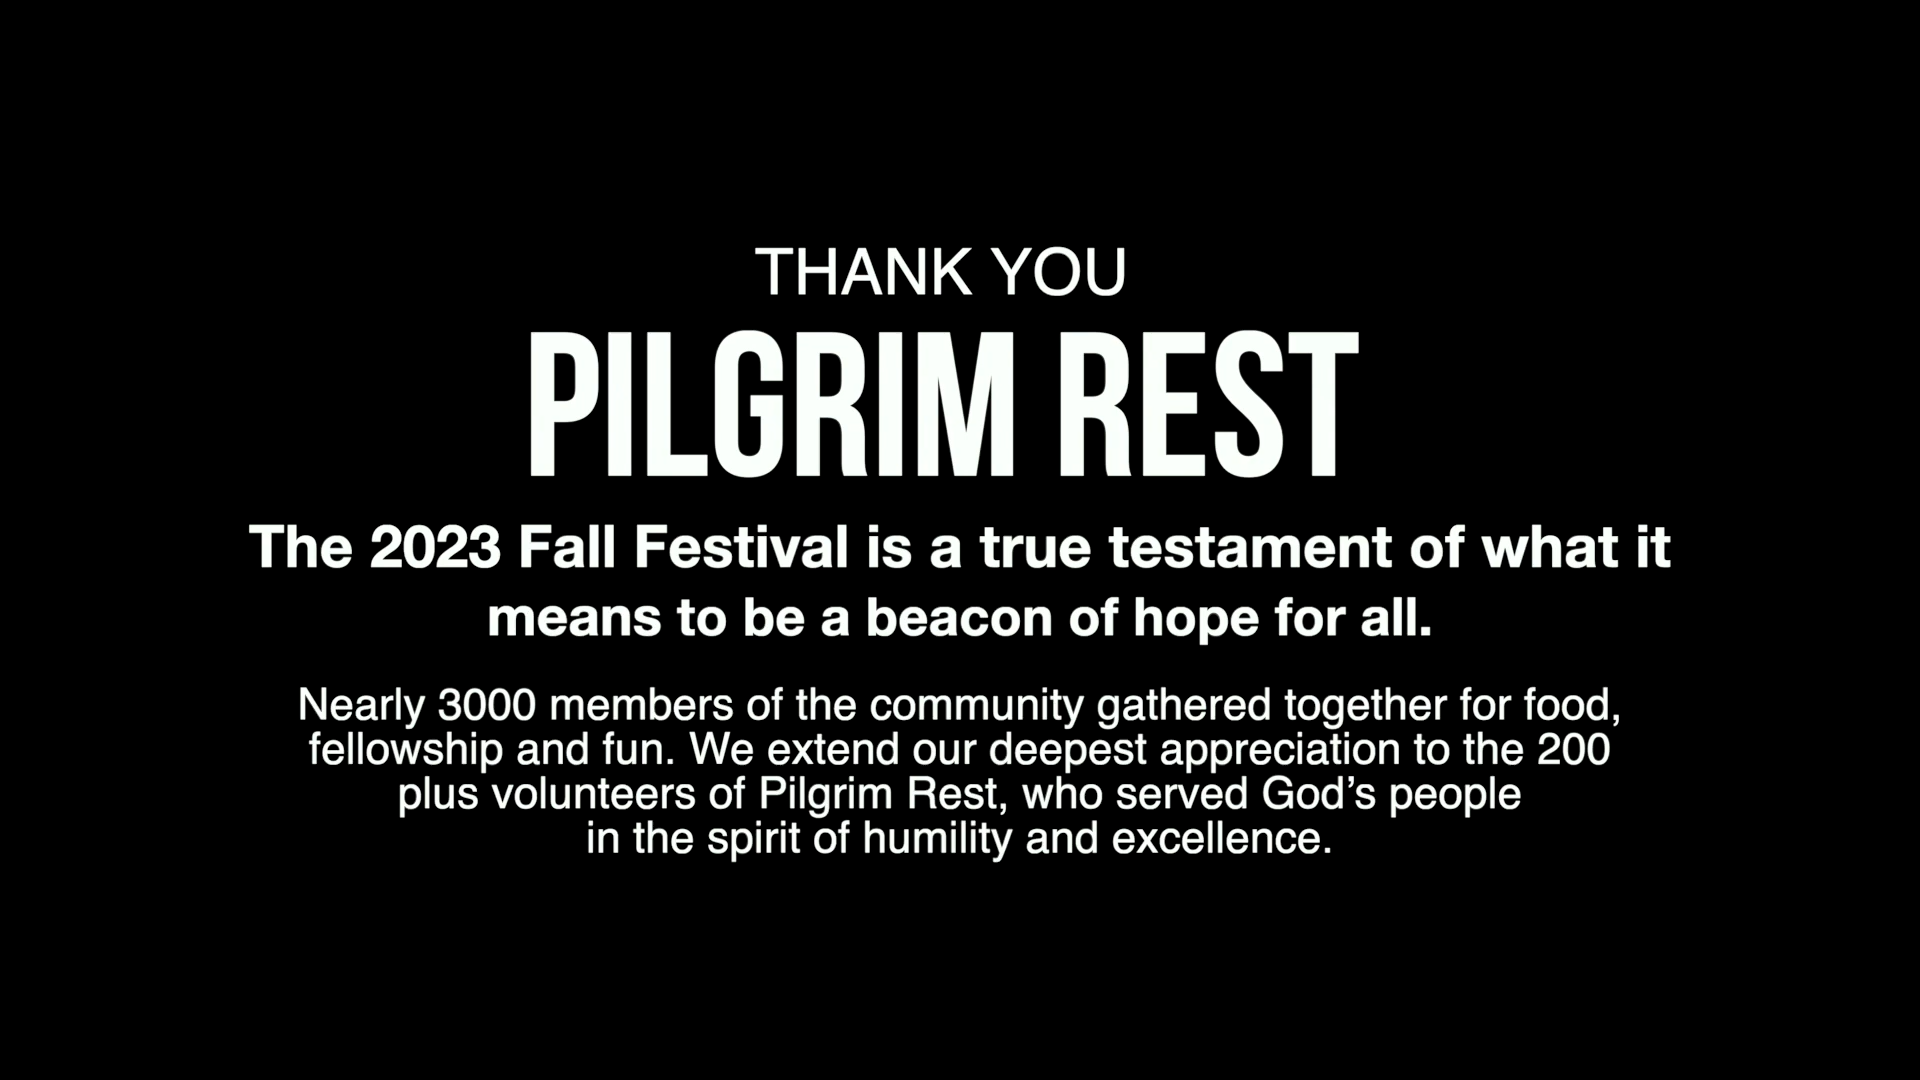 THANK YOU
PILGRIM REST
The 2023 Fall Festival is a true testament of what it
means to be a beacon of hope for all.
Nearly 3000 members of the community gathered together for food,
fellowship and fun. We extend our deepest appreciation to the 200
plus volunteers of Pilgrim Rest, who served God’s people
in the spirit of humility and excellence.